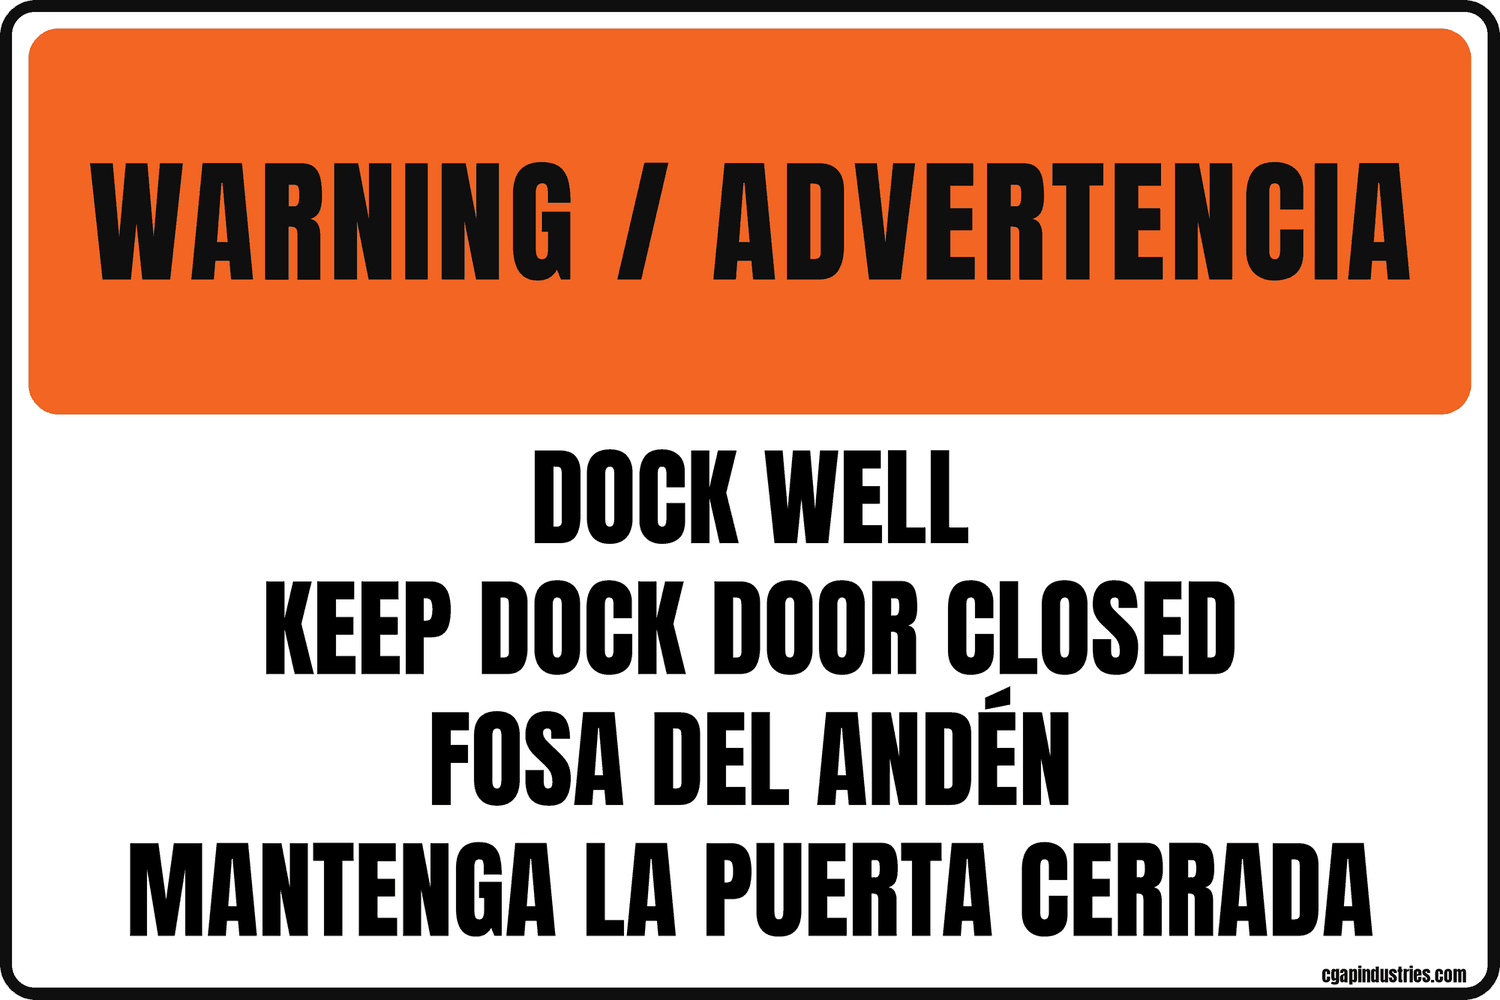 WARNING / ADVERTENCIA
DOCK WELL
KEEP DOCK DOOR CLOSED
FOSA DEL ANDÉN
MANTENGA LA PUERTA CERRADA
cgapindustries.com